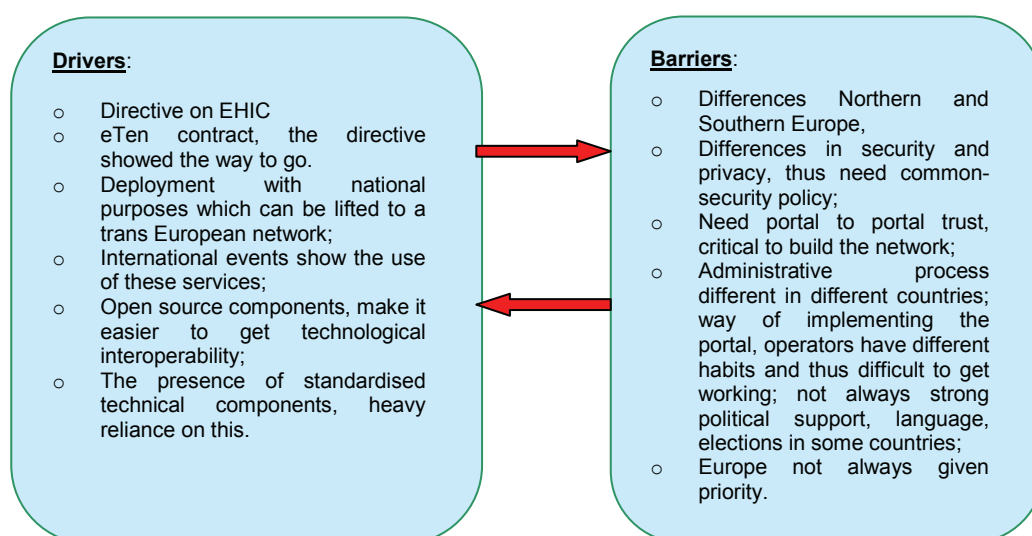 Drivers:
o Directive on EHIC
o eTen contract, the directive
showed the way to go.
o Deployment with national
purposes which can be lifted to a
trans European network;
o International events show the use
of these services;
o Open source components, make it
easier to get technological
interoperability;
o The presence of standardised
technical components, heavy
reliance on this.
Barriers:
o Differences Northern and
Southern Europe,
o Differences in security and
privacy, thus need common-
security policy;
o Need portal to portal trust,
critical to build the network;
o Administrative process
different in different countries;
way of implementing the
portal, operators have different
habits and thus difficult to get
working; not always strong
political support, language,
elections in some countries;
o Europe not always given
priority.